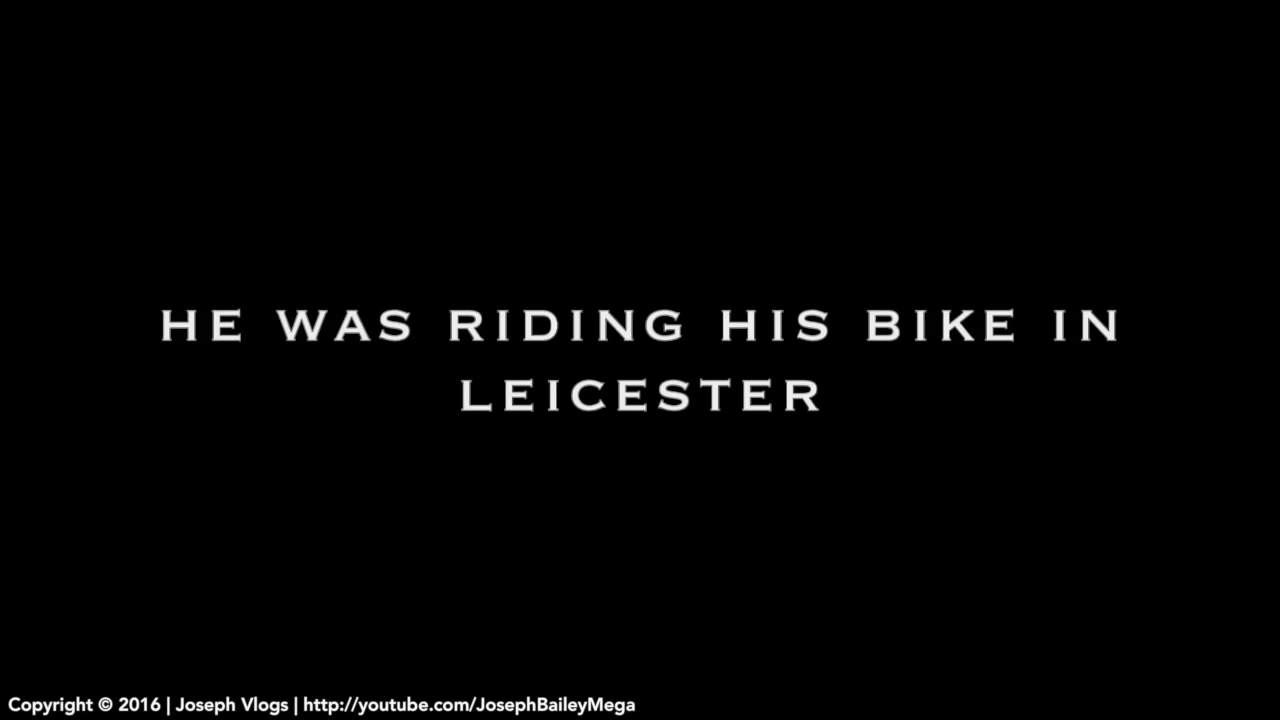 HE WAS RIDING HIS BIKE IN
LEICESTER
Copyright © 2016 | Joseph Vlogs | http://youtube.com/JosephBaileyMega